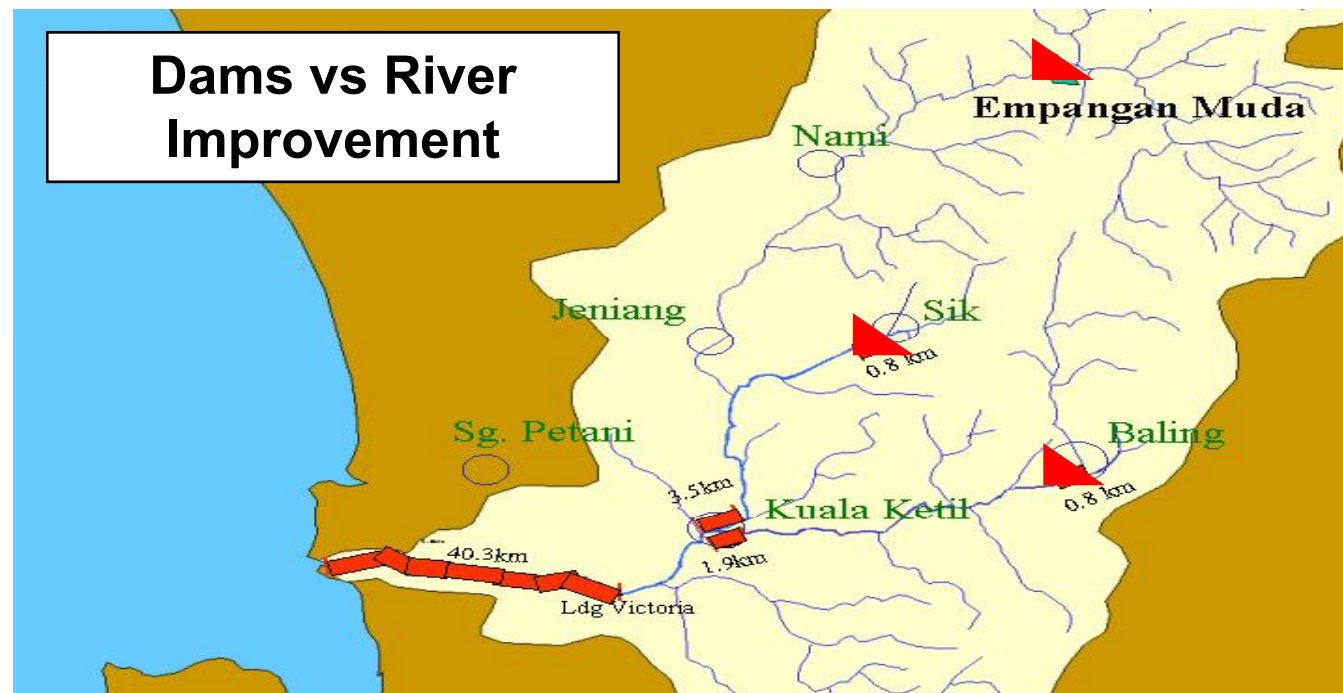 Dams vs River
Improvement
Empangan Muda
Nami
Jeniang
Sik
0.8 km
Sg. Petani
Baling
0.8 km
3.5km
Kuala Ketil
1.9km
40.3km
Ldg Victoria